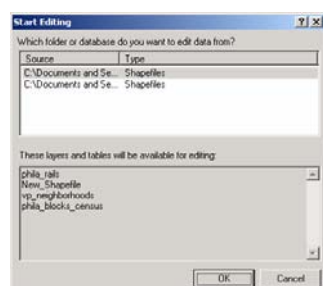 Start Editing
Which folder or database do you want to edit data from?
Source Type
C:\Documents and Se... Shapefiles
C:\Documents and Se... Shapefiles
These layers and tables will be available for editing:
phila_rails
New_Shapefile
vp_neighborhoods
phila_blocks_census
OK Cancel